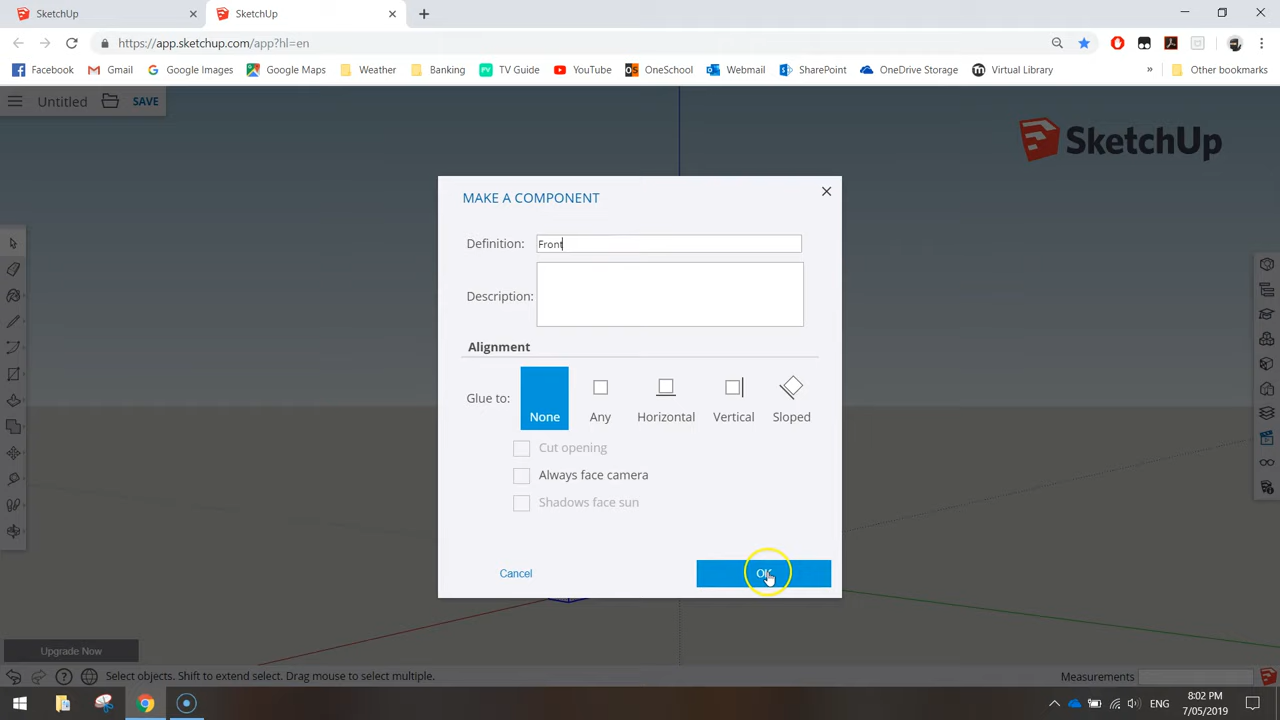 SketchUp
SketchUp
https://app.sketchup.com/app?hl=en
Facebook Gmail Google Images Google Maps Weather Banking TV Guide YouTube OneSchool Webmail SharePoint OneDrive Storage Virtual Library » Other bookmarks
Untitled SAVE
SketchUp
MAKE A COMPONENT
Definition: Front
Description:
Alignment
Glue to: None Any Horizontal Vertical Sloped
Cut opening
Always face camera
Shadows face sun
Cancel OK
Upgrade Now
Select objects. Shift to extend select. Drag mouse to select multiple. Measurements
ENG 8:02 PM
7/05/2019